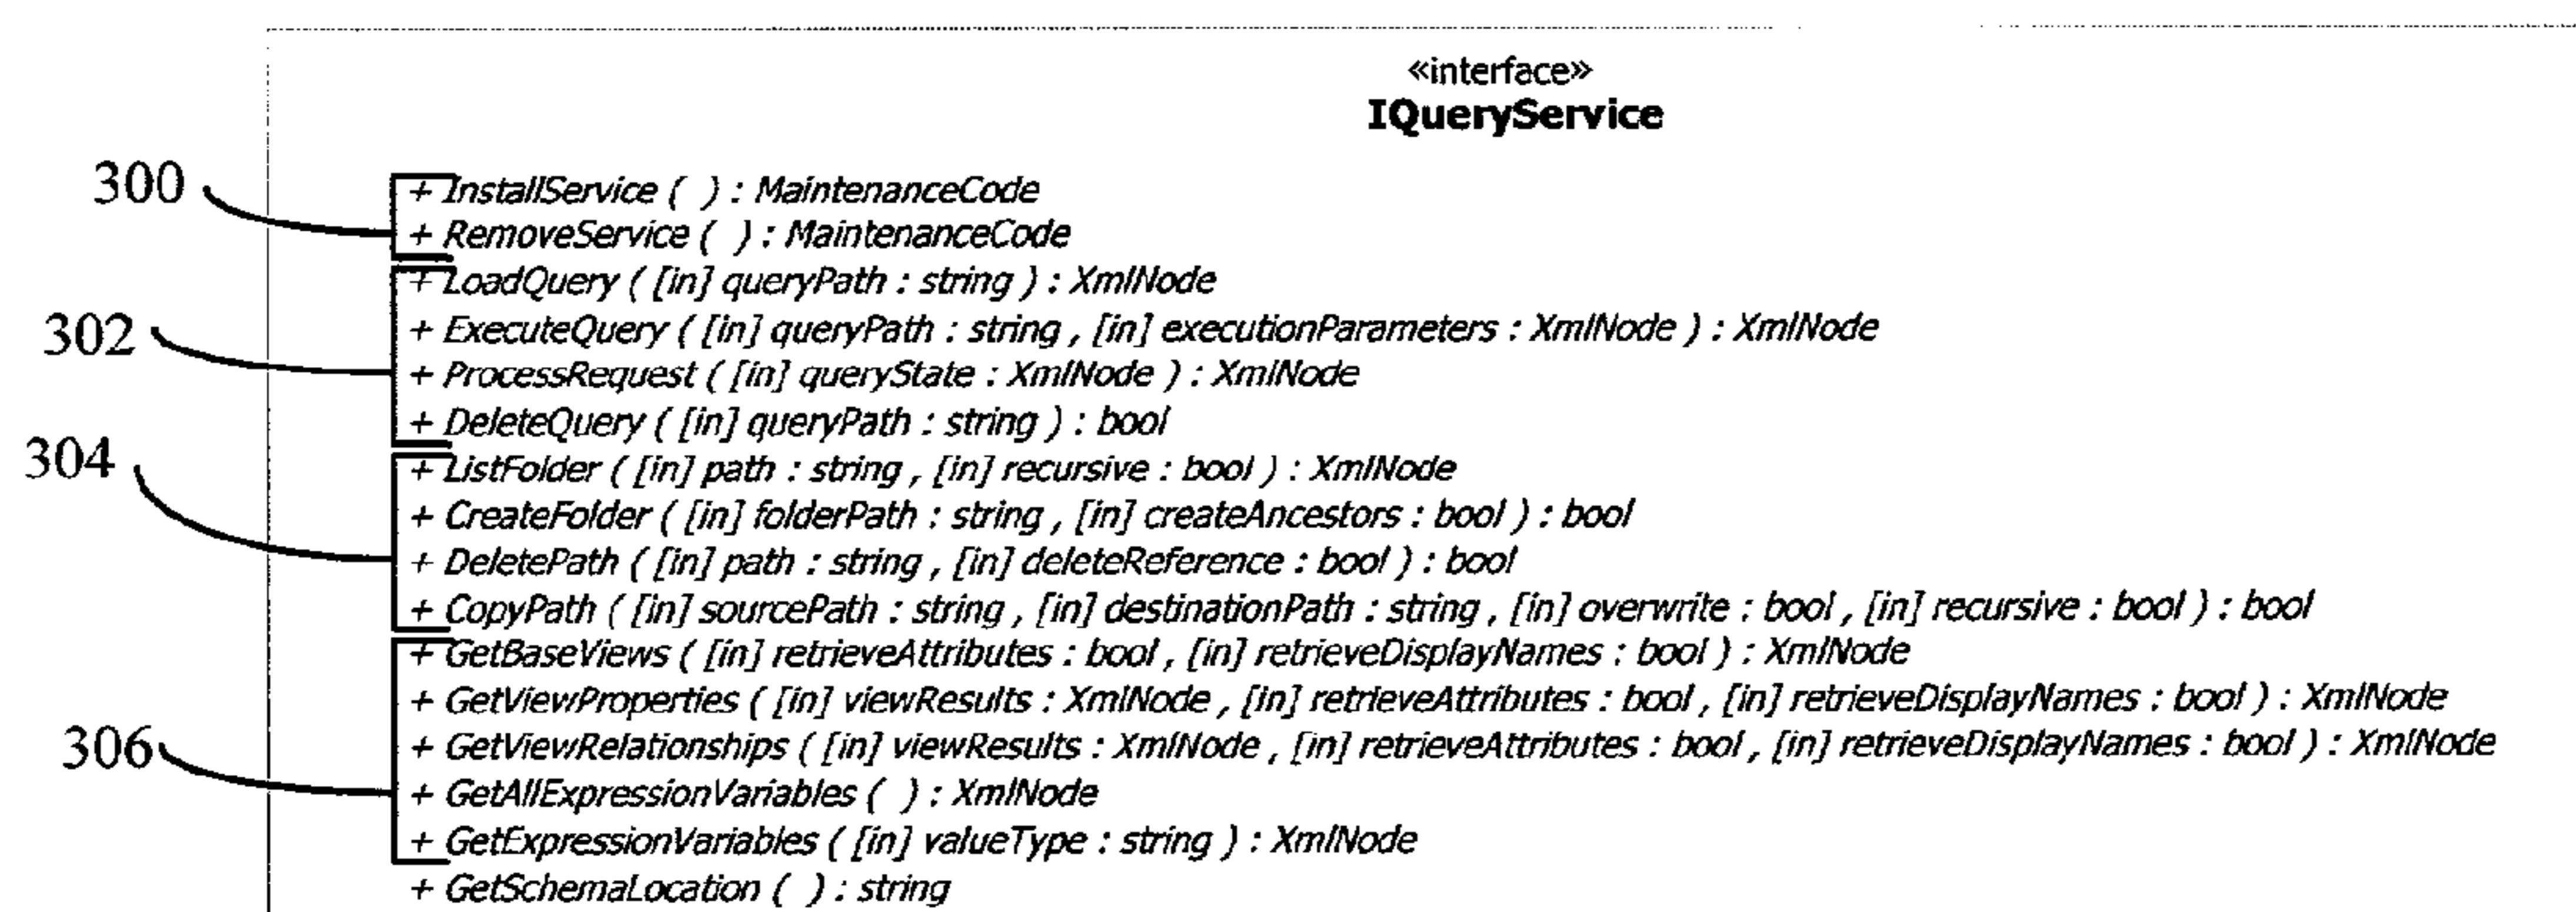 «interface»
IQueryService
300
+ InstallService ( ) : MaintenanceCode
+ RemoveService ( ) : MaintenanceCode
+ LoadQuery ( [in] queryPath : string ) : XmlNode
302
+ ExecuteQuery ( [in] queryPath : string , [in] executionParameters : XmlNode ) : XmlNode
+ ProcessRequest ( [in] queryState : XmlNode ) : XmlNode
+ DeleteQuery ( [in] queryPath : string ) : bool
304
+ ListFolder ( [in] path : string , [in] recursive : bool ) : XmlNode
+ CreateFolder ( [in] folderPath : string , [in] createAncestors : bool ) : bool
+ DeletePath ( [in] path : string , [in] deleteReference : bool ) : bool
+ CopyPath ( [in] sourcePath : string , [in] destinationPath : string , [in] overwrite : bool , [in] recursive : bool ) : bool
+ GetBaseViews ( [in] retrieveAttributes : bool , [in] retrieveDisplayNames : bool ) : XmlNode
+ GetViewProperties ( [in] viewResults : XmlNode , [in] retrieveAttributes : bool , [in] retrieveDisplayNames : bool ) : XmlNode
306
+ GetViewRelationships ( [in] viewResults : XmlNode , [in] retrieveAttributes : bool , [in] retrieveDisplayNames : bool ) : XmlNode
+ GetAllExpressionVariables ( ) : XmlNode
+ GetExpressionVariables ( [in] valueType : string ) : XmlNode
+ GetSchemaLocation ( ) : string